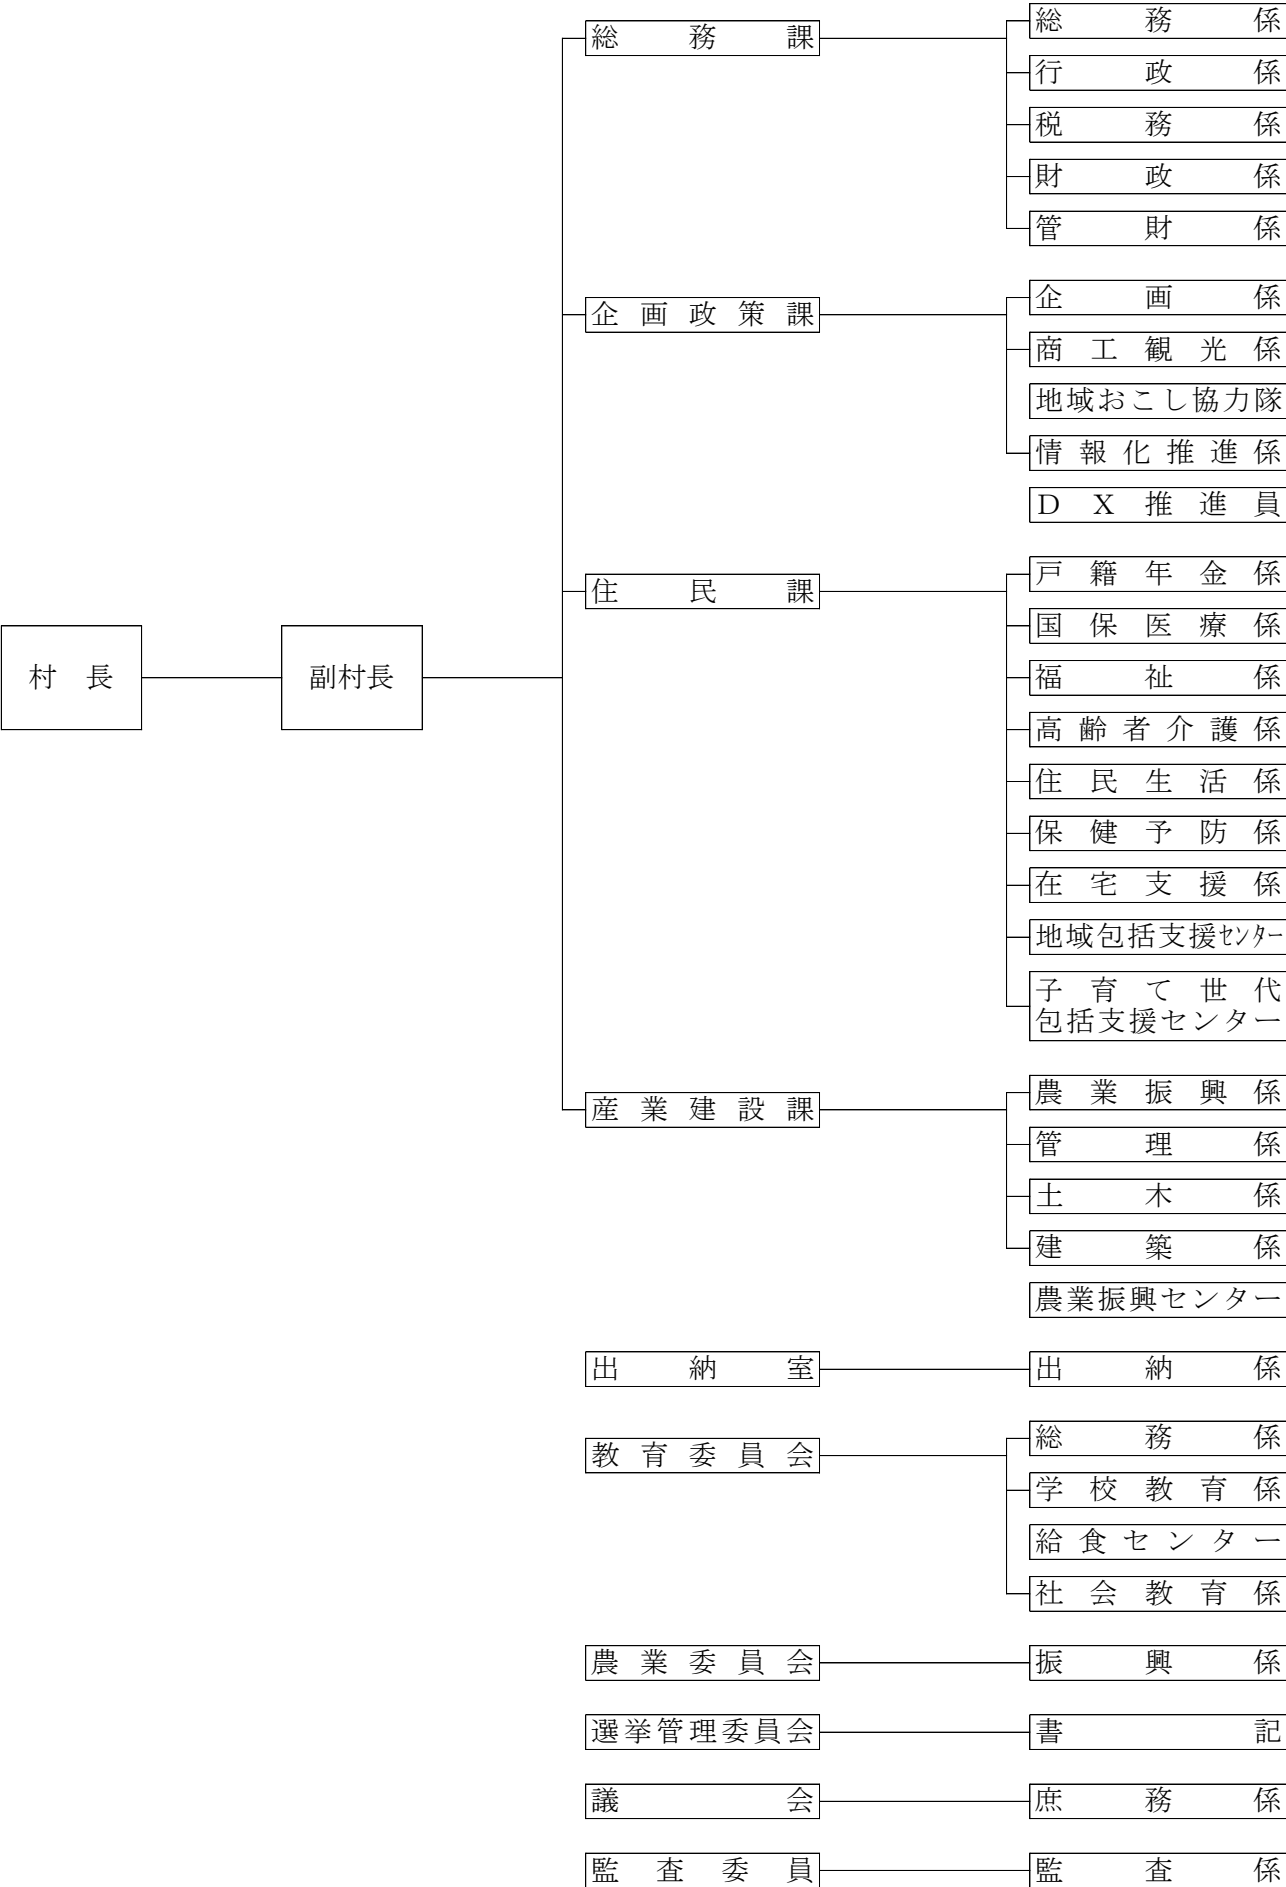 村長
副村長
総務課
総務係
行政係
税務係
財政係
管財係
企画政策課
企画係
商工観光係
地域おこし協力隊
情報化推進係
DX推進員
住民課
戸籍年金係
国保医療係
福祉係
高齢者介護係
住民生活係
保健予防係
在宅支援係
地域包括支援ｾﾝﾀｰ
子育て世代
包括支援センター
産業建設課
農業振興係
管理係
土木係
建築係
農業振興センター
出納室
出納係
教育委員会
総務係
学校教育係
給食センター
社会教育係
農業委員会
振興係
選挙管理委員会
書記
議会
庶務係
監査委員
監査係